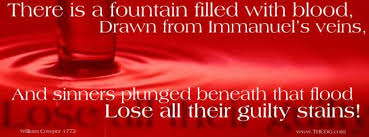 There is a fountain filled with blood,
Drawn from Immanuel's veins,
And sinners plunged beneath that flood
Lose all their guilty stains!
William Cowper 1772
www.THCOG.com